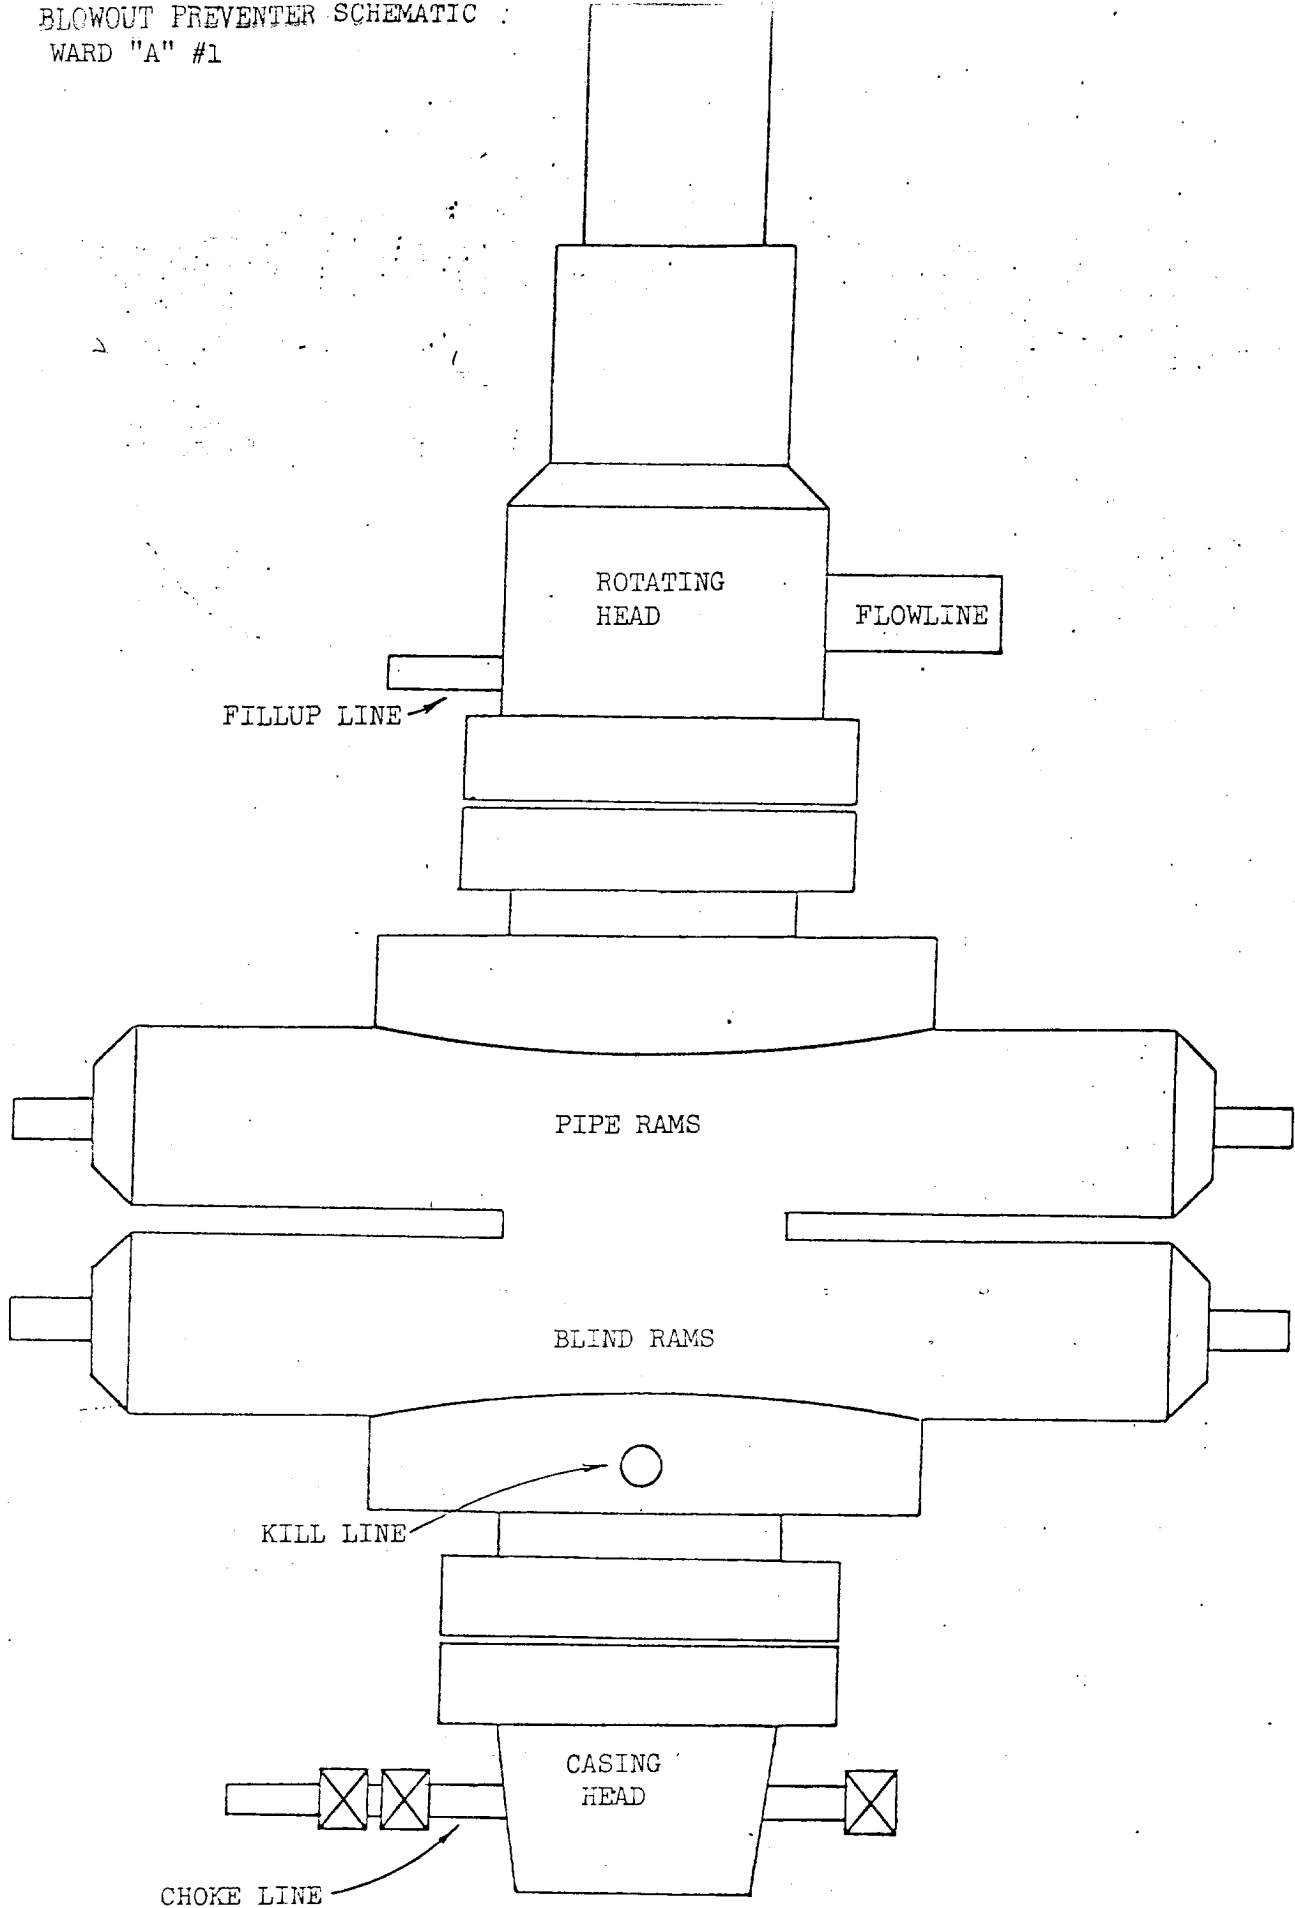 BLOWOUT PREVENTER SCHEMATIC :
WARD "A" #1
ROTATING
HEAD
FLOWLINE
FILLUP LINE
PIPE RAMS
BLIND RAMS
KILL LINE
CASING
HEAD
CHOKE LINE